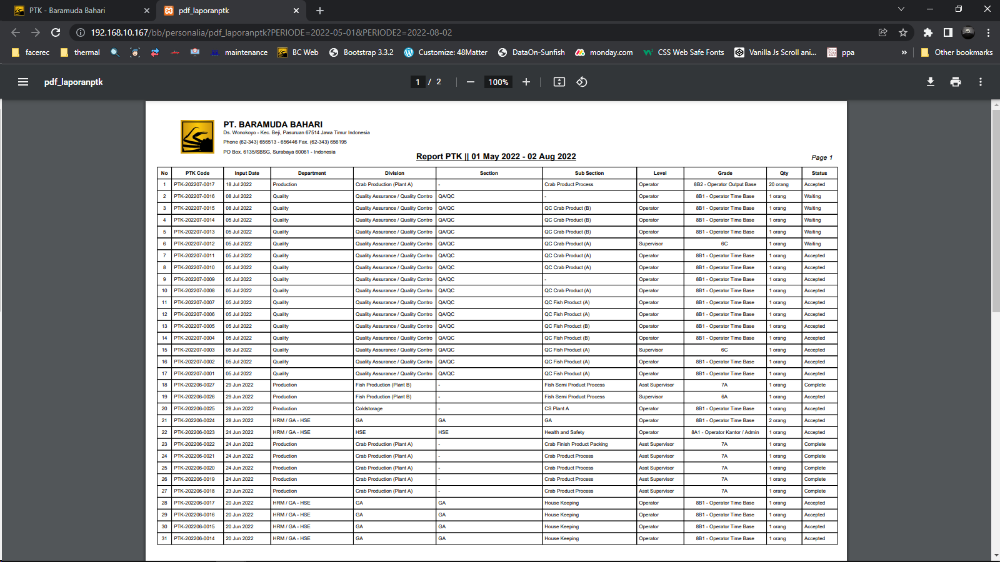 PTK - Baramuda Bahari
pdf_laporanptk
192.168.10.167/bb/personalia/pdf_laporanptk?PERIODE=2022-05-01&PERIODE2=2022-08-02
facerec thermal maintenance BC Web Bootstrap 3.3.2 Customize: 48Matter DataOn-Sunfish monday.com CSS Web Safe Fonts Vanilla Js Scroll ani... ppa » Other bookmarks
pdf_laporanptk 1 / 2 100%
PT. BARAMUDA BAHARI
Ds. Wonokoyo - Kec. Beji, Pasuruan 67514 Jawa Timur Indonesia
Phone (62-343) 656513 - 656446 Fax. (62-343) 656195
PO Box. 6135/SBSG, Surabaya 60061 - Indonesia
Report PTK || 01 May 2022 - 02 Aug 2022
Page 1
No PTK Code Input Date Department Division Section Sub Section Level Grade Qty Status
1 PTK-202207-0017 18 Jul 2022 Production Crab Production (Plant A) - Crab Product Process Operator 8B2 - Operator Output Base 20 orang Accepted
2 PTK-202207-0016 08 Jul 2022 Quality Quality Assurance / Quality Contro QA/QC - Operator 8B1 - Operator Time Base 1 orang Waiting
3 PTK-202207-0015 08 Jul 2022 Quality Quality Assurance / Quality Contro QA/QC QC Crab Product (B) Operator 8B1 - Operator Time Base 1 orang Waiting
4 PTK-202207-0014 05 Jul 2022 Quality Quality Assurance / Quality Contro QA/QC QC Crab Product (B) Operator 8B1 - Operator Time Base 1 orang Waiting
5 PTK-202207-0013 05 Jul 2022 Quality Quality Assurance / Quality Contro QA/QC QC Crab Product (B) Operator 8B1 - Operator Time Base 1 orang Waiting
6 PTK-202207-0012 05 Jul 2022 Quality Quality Assurance / Quality Contro QA/QC QC Crab Product (A) Supervisor 6C 1 orang Waiting
7 PTK-202207-0011 05 Jul 2022 Quality Quality Assurance / Quality Contro QA/QC QC Crab Product (A) Operator 8B1 - Operator Time Base 1 orang Accepted
8 PTK-202207-0010 05 Jul 2022 Quality Quality Assurance / Quality Contro QA/QC QC Crab Product (A) Operator 8B1 - Operator Time Base 1 orang Accepted
9 PTK-202207-0009 05 Jul 2022 Quality Quality Assurance / Quality Contro QA/QC - Operator 8B1 - Operator Time Base 1 orang Accepted
10 PTK-202207-0008 05 Jul 2022 Quality Quality Assurance / Quality Contro QA/QC QC Crab Product (A) Operator 8B1 - Operator Time Base 1 orang Accepted
11 PTK-202207-0007 05 Jul 2022 Quality Quality Assurance / Quality Contro QA/QC QC Fish Product (A) Operator 8B1 - Operator Time Base 1 orang Accepted
12 PTK-202207-0006 05 Jul 2022 Quality Quality Assurance / Quality Contro QA/QC QC Fish Product (A) Operator 8B1 - Operator Time Base 1 orang Accepted
13 PTK-202207-0005 05 Jul 2022 Quality Quality Assurance / Quality Contro QA/QC QC Fish Product (B) Operator 8B1 - Operator Time Base 1 orang Accepted
14 PTK-202207-0004 05 Jul 2022 Quality Quality Assurance / Quality Contro QA/QC QC Fish Product (B) Operator 8B1 - Operator Time Base 1 orang Accepted
15 PTK-202207-0003 05 Jul 2022 Quality Quality Assurance / Quality Contro QA/QC QC Fish Product (A) Supervisor 6C 1 orang Accepted
16 PTK-202207-0002 05 Jul 2022 Quality Quality Assurance / Quality Contro QA/QC QC Fish Product (A) Operator 8B1 - Operator Time Base 1 orang Accepted
17 PTK-202207-0001 05 Jul 2022 Quality Quality Assurance / Quality Contro QA/QC QC Fish Product (A) Operator 8B1 - Operator Time Base 1 orang Accepted
18 PTK-202206-0027 29 Jun 2022 Production Fish Production (Plant B) - Fish Semi Product Process Asst Supervisor 7A 1 orang Complete
19 PTK-202206-0026 29 Jun 2022 Production Fish Production (Plant B) - Fish Semi Product Process Supervisor 6A 1 orang Accepted
20 PTK-202206-0025 28 Jun 2022 Production Coldstorage - CS Plant A Operator 8B1 - Operator Time Base 1 orang Accepted
21 PTK-202206-0024 28 Jun 2022 HRM / GA - HSE GA GA GA Operator 8B1 - Operator Time Base 2 orang Accepted
22 PTK-202206-0023 24 Jun 2022 HRM / GA - HSE HSE HSE Health and Safety Operator 8A1 - Operator Kantor / Admin 1 orang Accepted
23 PTK-202206-0022 24 Jun 2022 Production Crab Production (Plant A) - Crab Finish Product Packing Asst Supervisor 7A 1 orang Complete
24 PTK-202206-0021 24 Jun 2022 Production Crab Production (Plant A) - Crab Product Process Asst Supervisor 7A 1 orang Complete
25 PTK-202206-0020 24 Jun 2022 Production Crab Production (Plant A) - Crab Product Process Asst Supervisor 7A 1 orang Complete
26 PTK-202206-0019 24 Jun 2022 Production Crab Production (Plant A) - Crab Product Process Asst Supervisor 7A 1 orang Complete
27 PTK-202206-0018 23 Jun 2022 Production Crab Production (Plant A) - Crab Product Process Asst Supervisor 7A 1 orang Complete
28 PTK-202206-0017 20 Jun 2022 HRM / GA - HSE GA GA House Keeping Operator 8B1 - Operator Time Base 1 orang Accepted
29 PTK-202206-0016 20 Jun 2022 HRM / GA - HSE GA GA House Keeping Operator 8B1 - Operator Time Base 1 orang Accepted
30 PTK-202206-0015 20 Jun 2022 HRM / GA - HSE GA GA House Keeping Operator 8B1 - Operator Time Base 1 orang Accepted
31 PTK-202206-0014 20 Jun 2022 HRM / GA - HSE GA GA House Keeping Operator 8B1 - Operator Time Base 1 orang Accepted